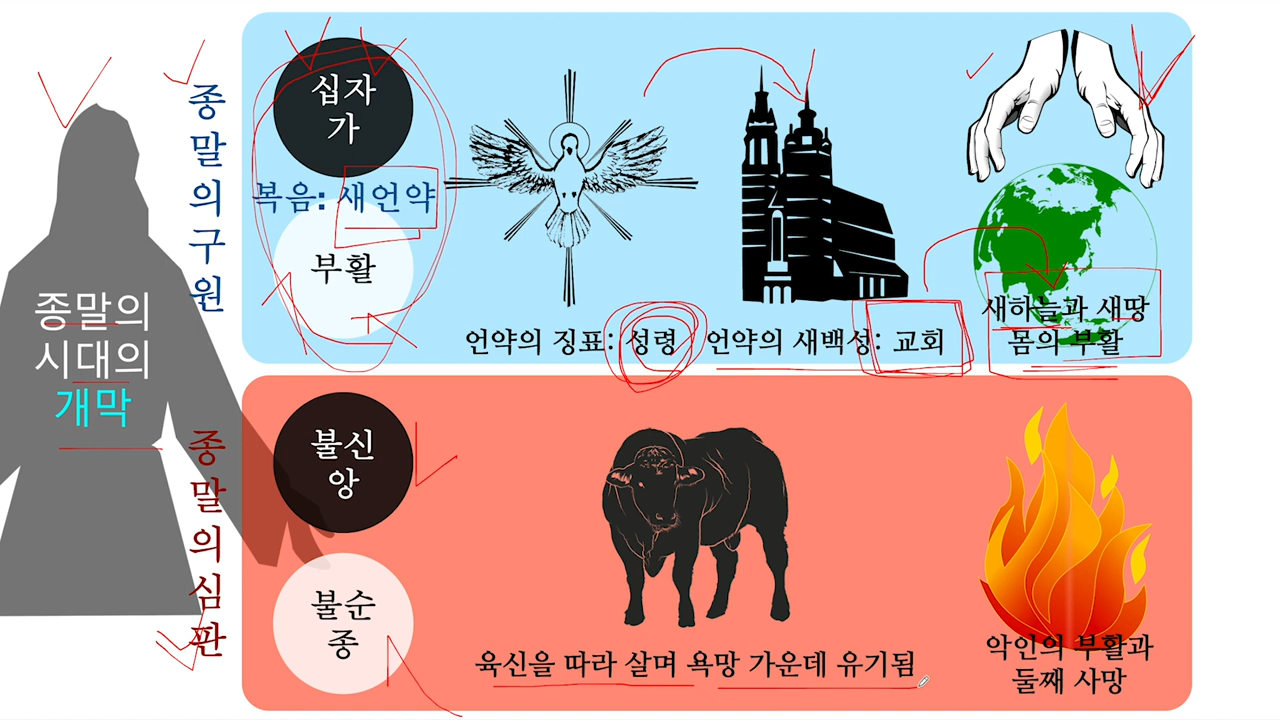 종말의
시대의
개막
종말의구원
십자
가
복음: 새언약
부활
언약의 징표: 성령
언약의 새백성: 교회
새하늘과 새땅
몸의 부활
종말의심판
불신
앙
불순
종
육신을 따라 살며 욕망 가운데 유기됨
악인의 부활과
둘째 사망